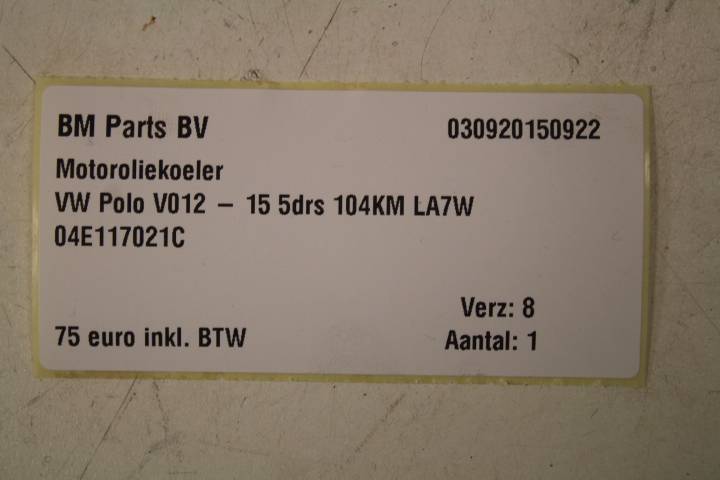 BM Parts BV 030920150922
Motoroliekoeler
VW Polo V012 – 15 5drs 104KM LA7W
04E117021C
Verz: 8
75 euro inkl. BTW Aantal: 1